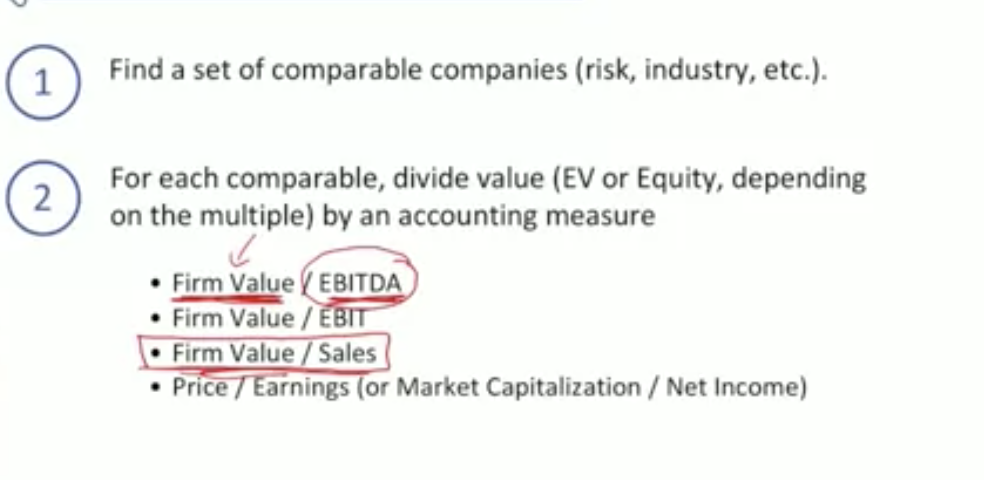 1
Find a set of comparable companies (risk, industry, etc.).
2
For each comparable, divide value (EV or Equity, depending
on the multiple) by an accounting measure
• Firm Value / EBITDA
• Firm Value / EBIT
• Firm Value / Sales
• Price / Earnings (or Market Capitalization / Net Income)